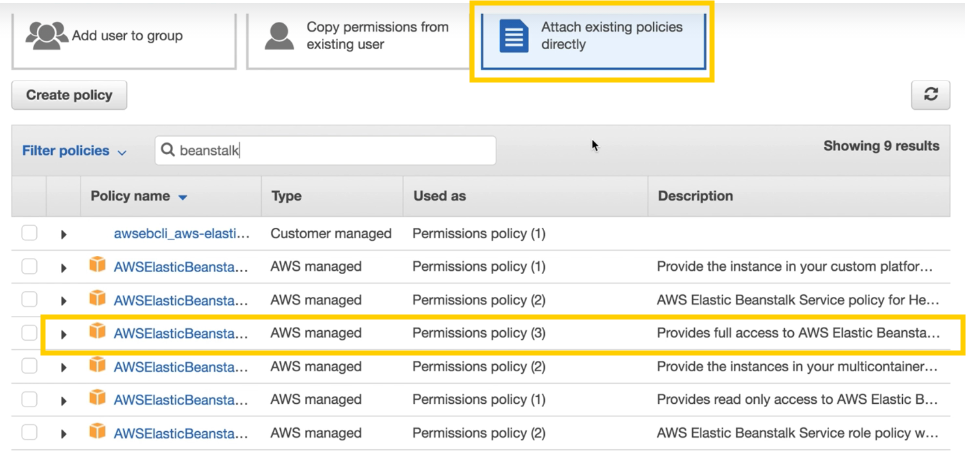 Add user to group
Copy permissions from
existing user
Attach existing policies
directly
Create policy
Filter policies
beanstalk
Showing 9 results
Policy name Type Used as Description
awsebcli_aws-elasti... Customer managed Permissions policy (1)
AWSElasticBeansta... AWS managed Permissions policy (1) Provide the instance in your custom platfor...
AWSElasticBeansta... AWS managed Permissions policy (2) AWS Elastic Beanstalk Service policy for He...
AWSElasticBeansta... AWS managed Permissions policy (3) Provides full access to AWS Elastic Beansta...
AWSElasticBeansta... AWS managed Permissions policy (2) Provide the instances in your multicontainer...
AWSElasticBeansta... AWS managed Permissions policy (1) Provides read only access to AWS Elastic B...
AWSElasticBeansta... AWS managed Permissions policy (2) AWS Elastic Beanstalk Service role policy w...